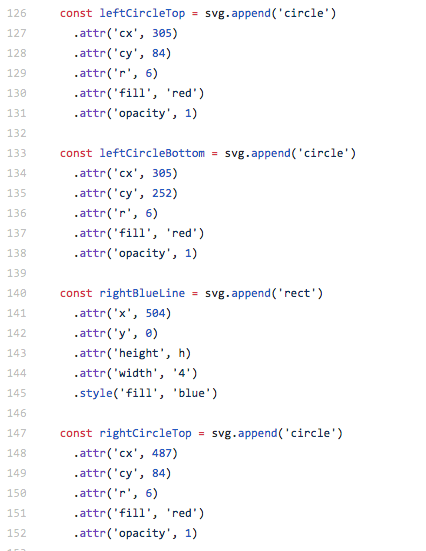 126 const leftCircleTop = svg.append('circle')
127 .attr('cx', 305)
128 .attr('cy', 84)
129 .attr('r', 6)
130 .attr('fill', 'red')
131 .attr('opacity', 1)
132
133 const leftCircleBottom = svg.append('circle')
134 .attr('cx', 305)
135 .attr('cy', 252)
136 .attr('r', 6)
137 .attr('fill', 'red')
138 .attr('opacity', 1)
139
140 const rightBlueLine = svg.append('rect')
141 .attr('x', 504)
142 .attr('y', 0)
143 .attr('height', h)
144 .attr('width', '4')
145 .style('fill', 'blue')
146
147 const rightCircleTop = svg.append('circle')
148 .attr('cx', 487)
149 .attr('cy', 84)
150 .attr('r', 6)
151 .attr('fill', 'red')
152 .attr('opacity', 1)